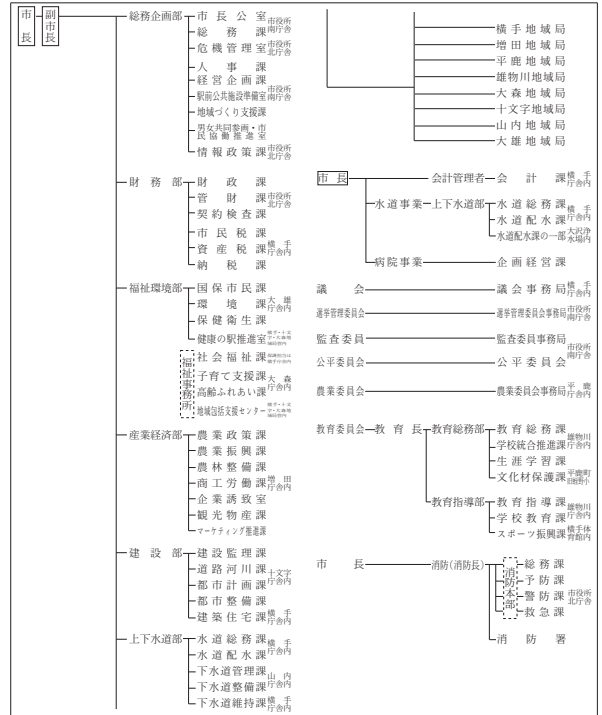 市長
副市長
総務企画部
市長公室
市役所
南庁舎
総務課
危機管理室
市役所
北庁舎
人事課
経営企画課
駅前公共施設準備室
市役所
南庁舎
地域づくり支援課
男女共同参画・市
民協働推進室
情報政策課
市役所
北庁舎
財務部
財政課
管財課
市役所
北庁舎
契約検査課
市民税課
資産税課
横手
庁舎内
納税課
福祉環境部
国保市民課
環境課
大雄
庁舎内
保健衛生課
健康の駅推進室
福祉事務所
社会福祉課
子育て支援課
大森
庁舎内
高齢ふれあい課
地域包括支援センター
産業経済部
農業政策課
農業振興課
農林整備課
商工労働課
増田
庁舎内
企業誘致室
観光物産課
マーケティング推進課
建設部
建設監理課
道路河川課
十文字
庁舎内
都市計画課
都市整備課
建築住宅課
横手
庁舎内
上下水道部
水道総務課
横手
庁舎内
水道配水課
下水道管理課
山内
庁舎内
下水道整備課
下水道維持課
横手
庁舎内
横手地域局
増田地域局
平鹿地域局
雄物川地域局
大森地域局
十文字地域局
山内地域局
大雄地域局
市長
会計管理者
会計課
横手
庁舎内
水道事業
上下水道部
水道総務課
横手
庁舎内
水道配水課
水道配水課の一部
大沢浄
水場内
病院事業
企画経営課
議会
議会事務局
横手
庁舎内
選挙管理委員会
選挙管理委員会事務局
市役所
南庁舎
監査委員
監査委員事務局
市役所
南庁舎
公平委員会
公平委員会
農業委員会
農業委員会事務局
平鹿
庁舎内
教育委員会
教育長
教育総務部
教育総務課
学校統合推進課
雄物川
庁舎内
生涯学習課
文化材保護課
平鹿町
教育指導部
教育指導課
雄物川
庁舎内
学校教育課
スポーツ振興課
横手体
育館内
市長
消防(消防長)
消防本部
総務課
予防課
警防課
市役所
北庁舎
救急課
消防署